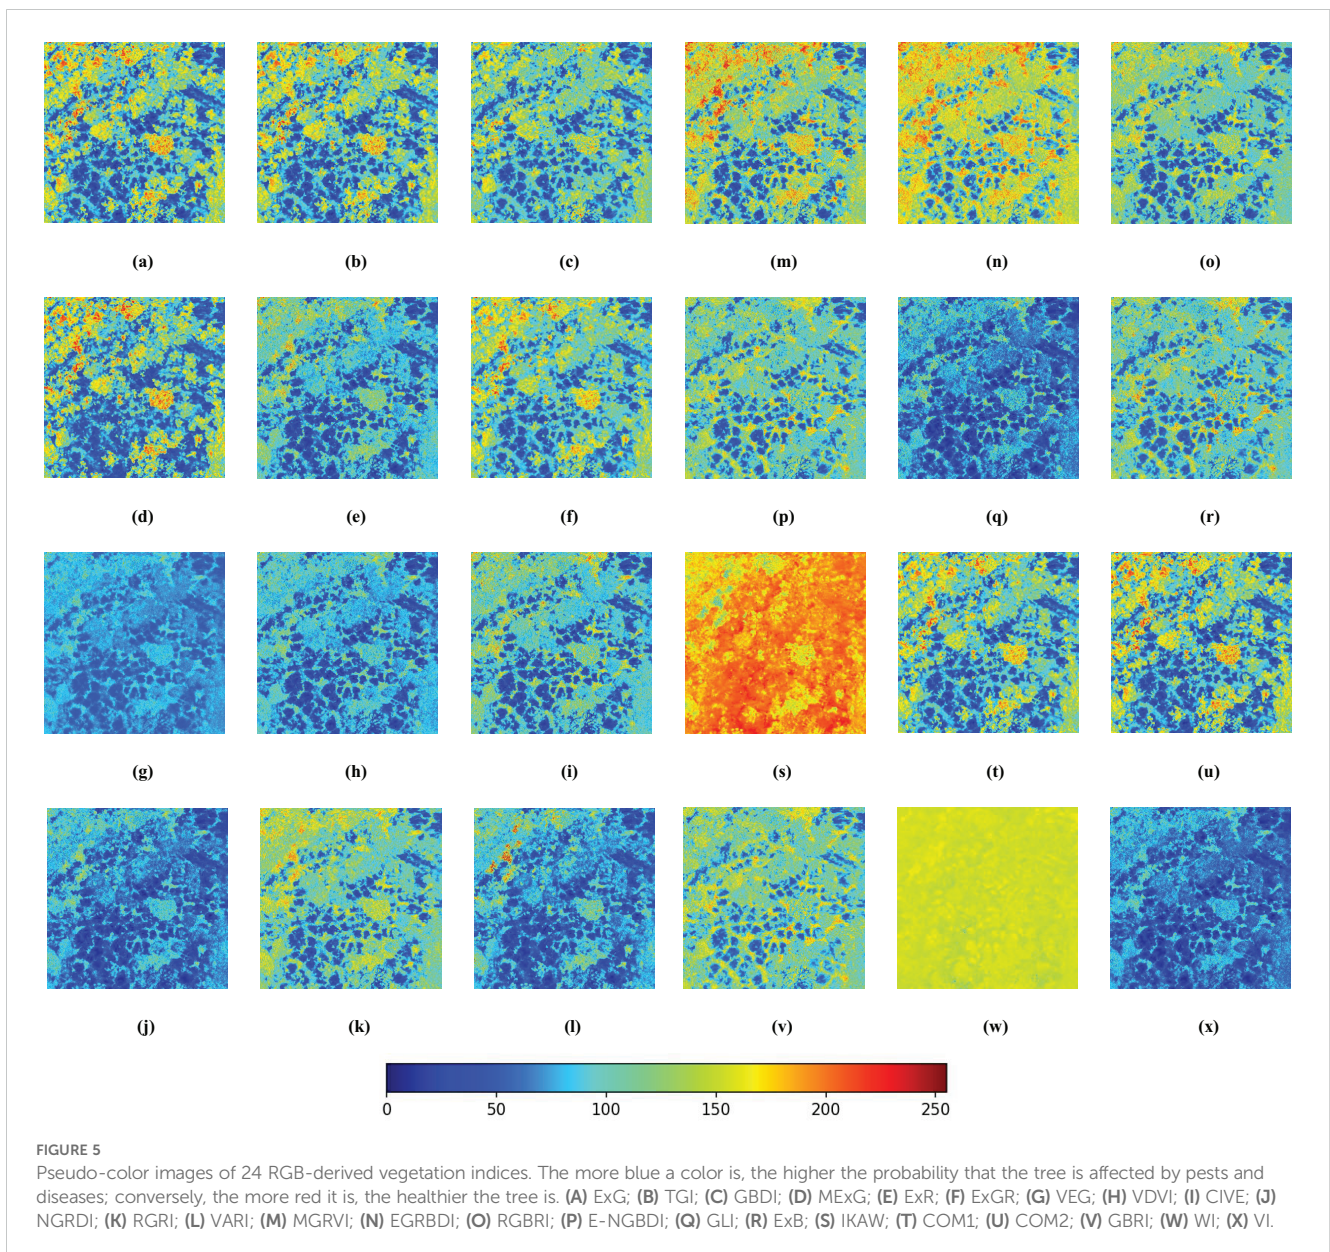 (a) (b) (c) (m) (n) (o)
(d) (e) (f) (p) (q) (r)
(g) (h) (i) (s) (t) (u)
(j) (k) (l) (v) (w) (x)
0 50 100 150 200 250
FIGURE 5
Pseudo-color images of 24 RGB-derived vegetation indices. The more blue a color is, the higher the probability that the tree is affected by pests and
diseases; conversely, the more red it is, the healthier the tree is. (A) ExG; (B) TGI; (C) GBDI; (D) MExG; (E) ExR; (F) ExGR; (G) VEG; (H) VDVI; (I) CIVE; (J)
NGRDI; (K) RGRI; (L) VARI; (M) MGRVI; (N) EGRBDI; (O) RGBRI; (P) E-NGBDI; (Q) GLI; (R) ExB; (S) IKAW; (T) COM1; (U) COM2; (V) GBRI; (W) WI; (X) VI.